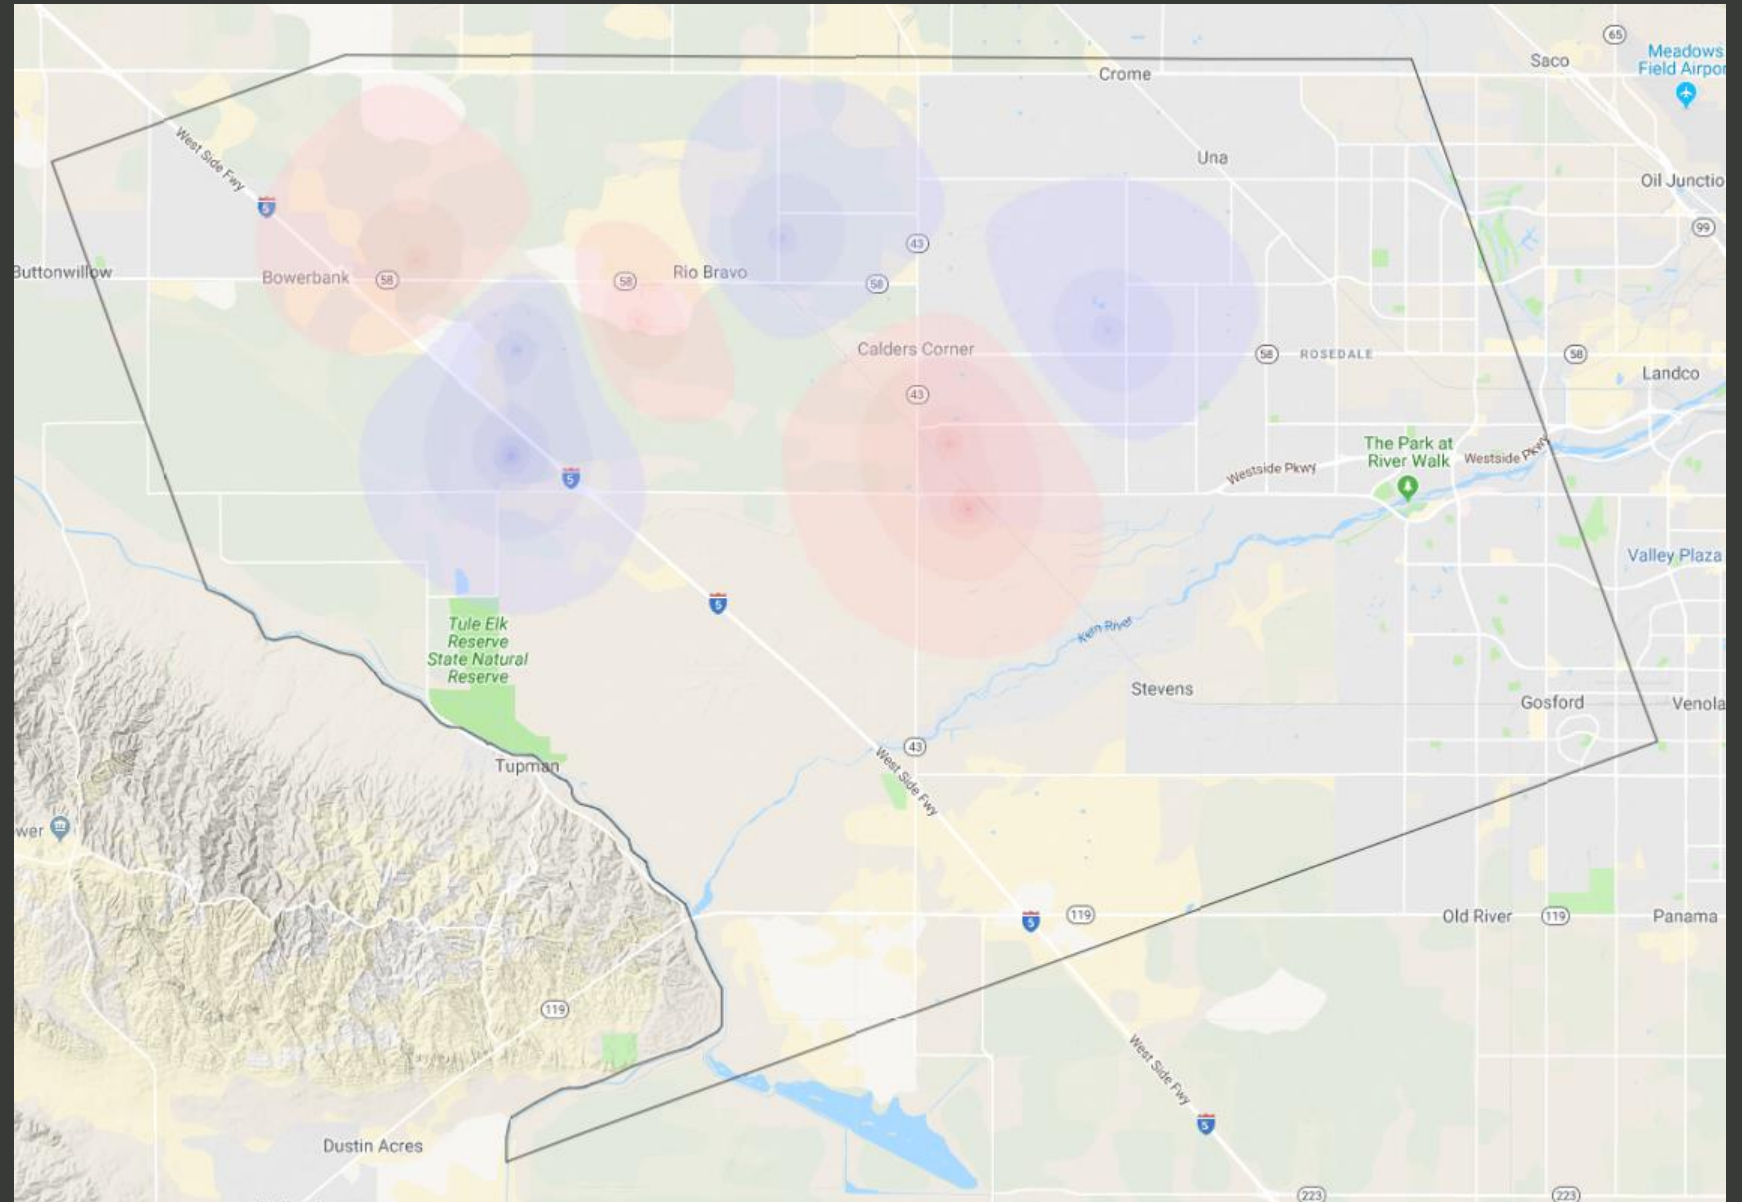 65
Meadows
Field Airpor
Saco
Crome
West Side Fwy
Una
Oil Junctio
5
99
43
Buttonwillow
Bowerbank
58
58
Rio Bravo
58
Calders Corner
58
ROSEDALE
58
Landco
43
The Park at
River Walk
Westside Pkwy
Westside Pkwy
5
Valley Plaza
5
Tule Elk
Reserve
State Natural
Reserve
Kern River
Stevens
Gosford
Venola
43
West Side Fwy
Tupman
wer
5
119
Old River
119
Panama
119
West Side Fwy
5
Dustin Acres
223
223